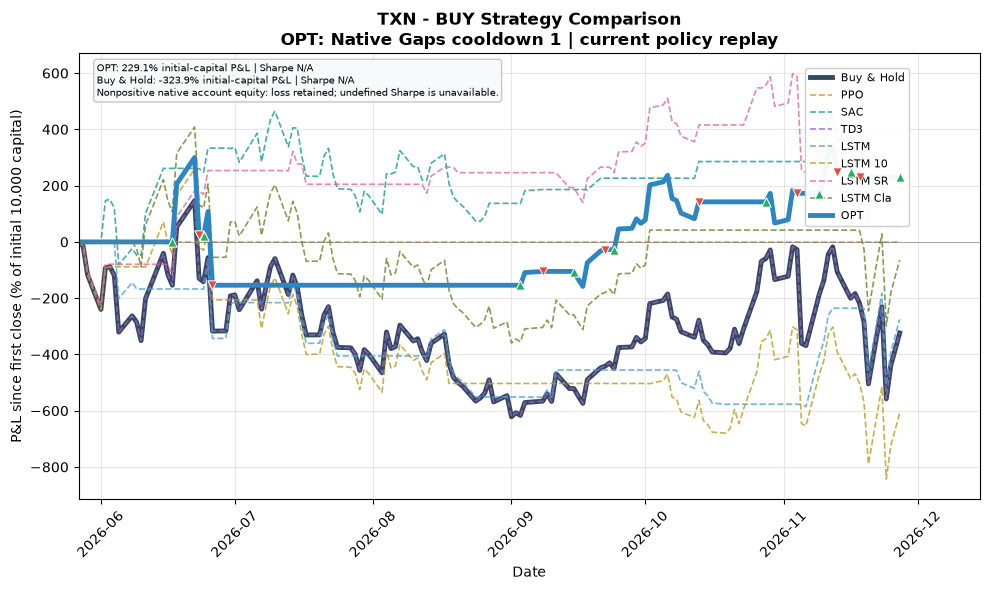 TXN - BUY Strategy Comparison
OPT: Native Gaps cooldown 1 | current policy replay
OPT: 229.1% initial-capital P&L | Sharpe N/A
Buy & Hold: -323.9% initial-capital P&L | Sharpe N/A
Nonpositive native account equity: loss retained; undefined Sharpe is unavailable.
Buy & Hold
PPO
SAC
TD3
LSTM
LSTM 10
LSTM SR
LSTM Cla
OPT
P&L since first close (% of initial 10,000 capital)
600
400
200
0
−200
−400
−600
−800
2026-06
2026-07
2026-08
2026-09
2026-10
2026-11
2026-12
Date